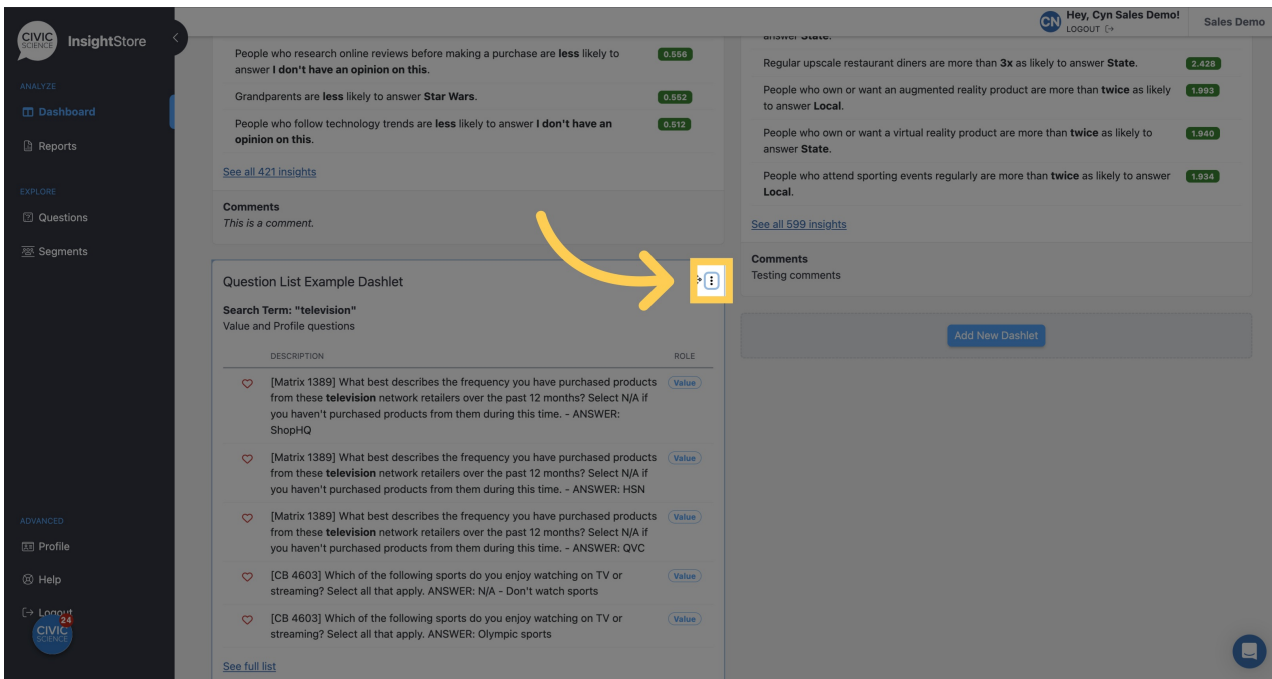 CIVIC
SCIENCE
InsightStore
Hey, Cyn Sales Demo!
CN
LOGOUT
Sales Demo
ANALYZE
Dashboard
Reports
EXPLORE
Questions
Segments
ADVANCED
Profile
Help
Logout
24
CIVIC
SCIENCE
People who research online reviews before making a purchase are less likely to
answer I don't have an opinion on this.
0.556
Grandparents are less likely to answer Star Wars.
0.552
People who follow technology trends are less likely to answer I don't have an
opinion on this.
0.512
See all 421 insights
Comments
This is a comment.
Question List Example Dashlet
Search Term: "television"
Value and Profile questions
DESCRIPTION ROLE
[Matrix 1389] What best describes the frequency you have purchased products
from these television network retailers over the past 12 months? Select N/A if
you haven't purchased products from them during this time. - ANSWER:
ShopHQ
Value
[Matrix 1389] What best describes the frequency you have purchased products
from these television network retailers over the past 12 months? Select N/A if
you haven't purchased products from them during this time. - ANSWER: HSN
Value
[Matrix 1389] What best describes the frequency you have purchased products
from these television network retailers over the past 12 months? Select N/A if
you haven't purchased products from them during this time. - ANSWER: QVC
Value
[CB 4603] Which of the following sports do you enjoy watching on TV or
streaming? Select all that apply. ANSWER: N/A - Don't watch sports
Value
[CB 4603] Which of the following sports do you enjoy watching on TV or
streaming? Select all that apply. ANSWER: Olympic sports
Value
See full list
answer State.
Regular upscale restaurant diners are more than 3x as likely to answer State.
2.428
People who own or want an augmented reality product are more than twice as likely
to answer Local.
1.993
People who own or want a virtual reality product are more than twice as likely to
answer State.
1.940
People who attend sporting events regularly are more than twice as likely to answer
Local.
1.934
See all 599 insights
Comments
Testing comments
Add New Dashlet